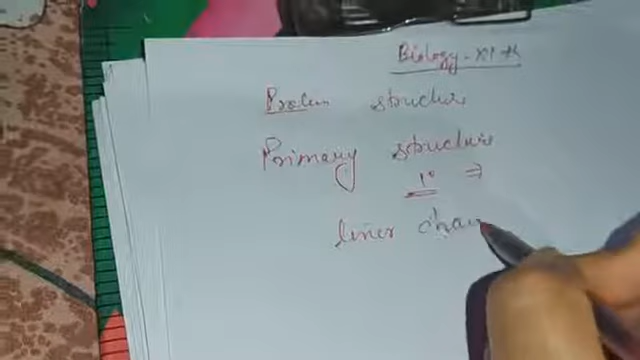 Biology - XI th
Protein structure
Primary structure
1° ⇒
liner chain